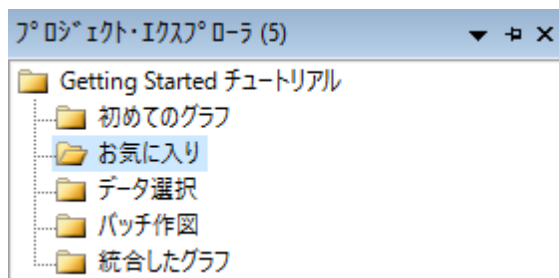 ﾌﾟﾛｼﾞｪｸﾄ･ｴｸｽﾌﾟﾛｰﾗ (5)
Getting Started チュートリアル
初めてのグラフ
お気に入り
データ選択
バッチ作図
統合したグラフ